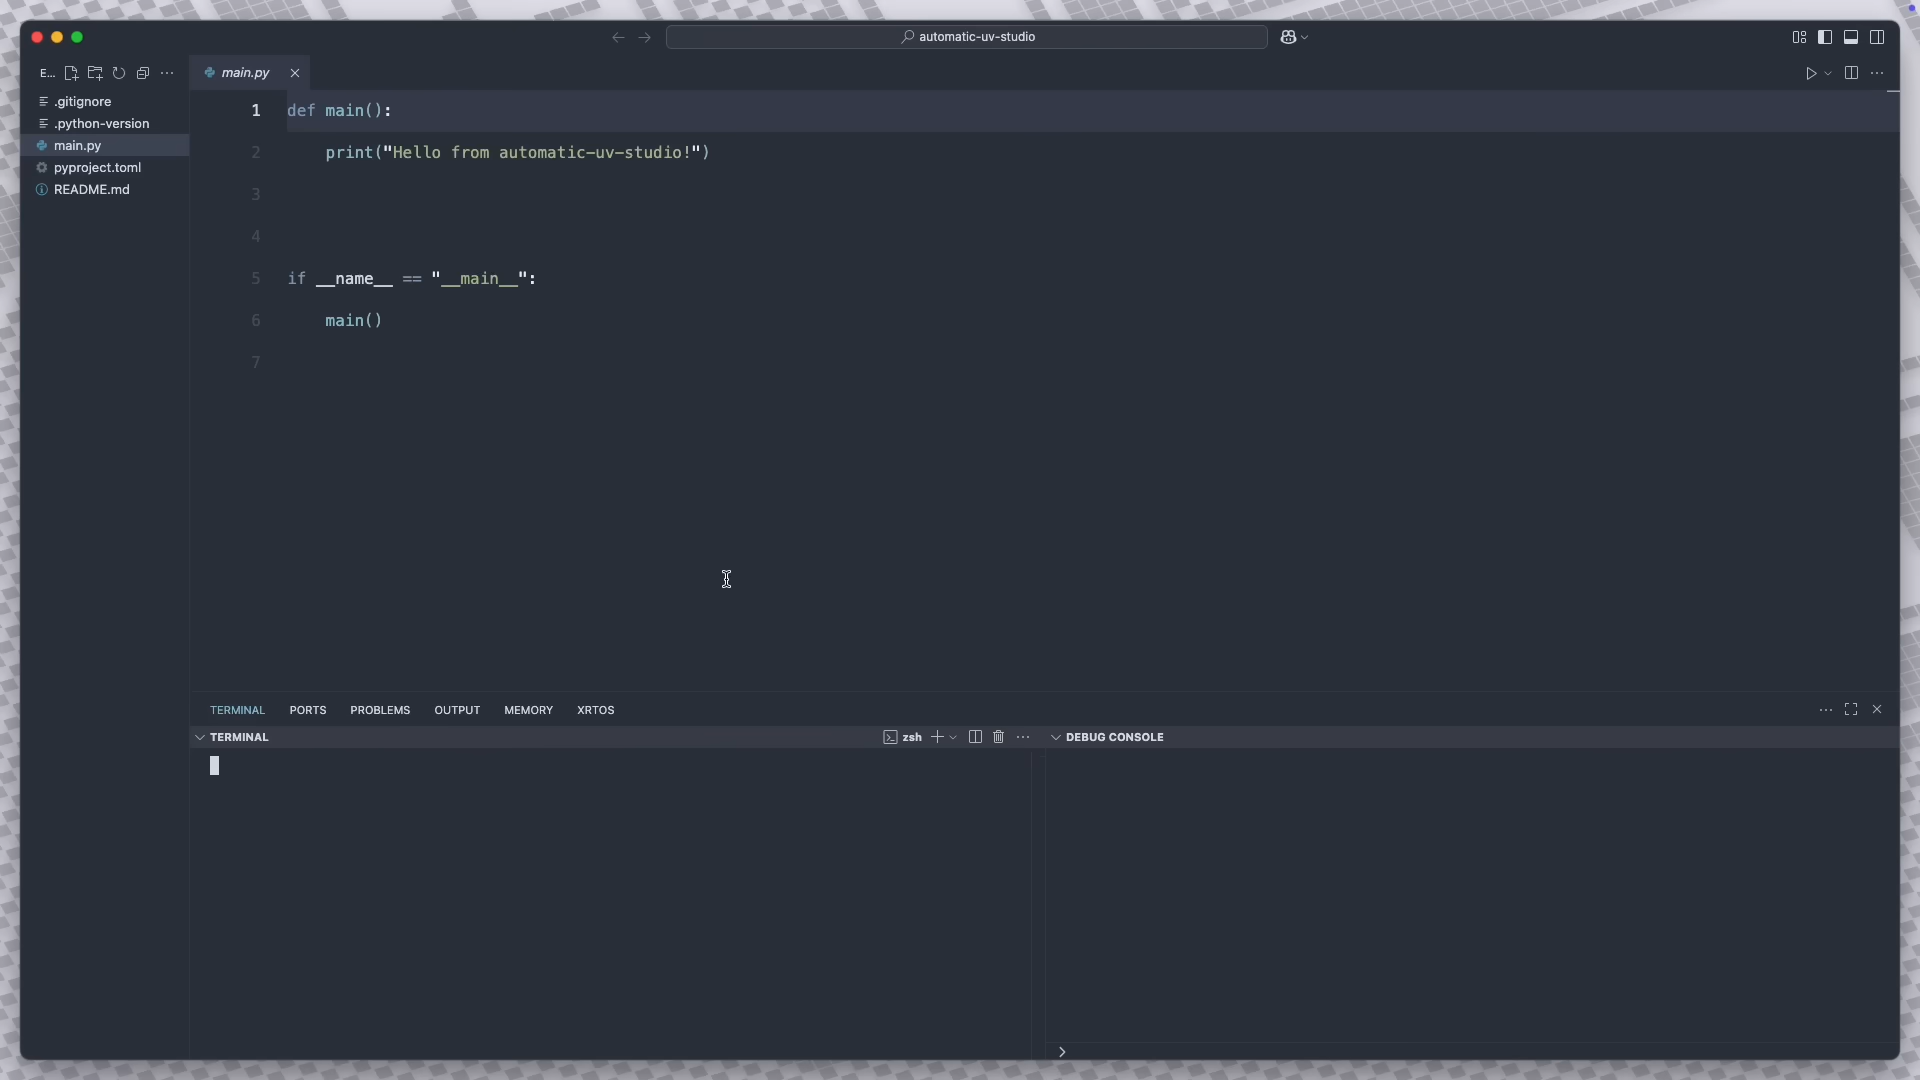 automatic-uv-studio
E...
main.py
.gitignore
.python-version
main.py
pyproject.toml
README.md
1 def main():
2 print("Hello from automatic-uv-studio!")
3
4
5 if __name__ == "__main__":
6 main()
7
TERMINAL PORTS PROBLEMS OUTPUT MEMORY XRTOS
TERMINAL
zsh
DEBUG CONSOLE